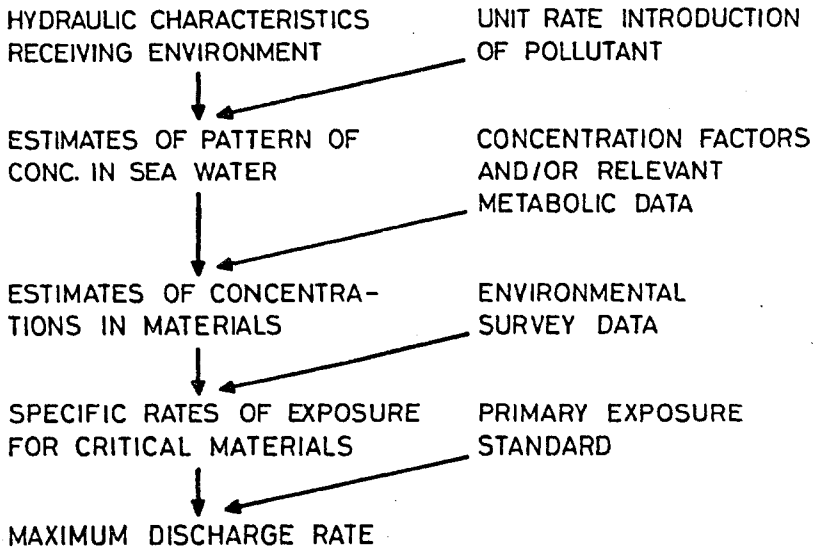 HYDRAULIC CHARACTERISTICS
RECEIVING ENVIRONMENT
UNIT RATE INTRODUCTION
OF POLLUTANT
ESTIMATES OF PATTERN OF
CONC. IN SEA WATER
CONCENTRATION FACTORS
AND/OR RELEVANT
METABOLIC DATA
ESTIMATES OF CONCENTRA-
TIONS IN MATERIALS
ENVIRONMENTAL
SURVEY DATA
SPECIFIC RATES OF EXPOSURE
FOR CRITICAL MATERIALS
PRIMARY EXPOSURE
STANDARD
MAXIMUM DISCHARGE RATE